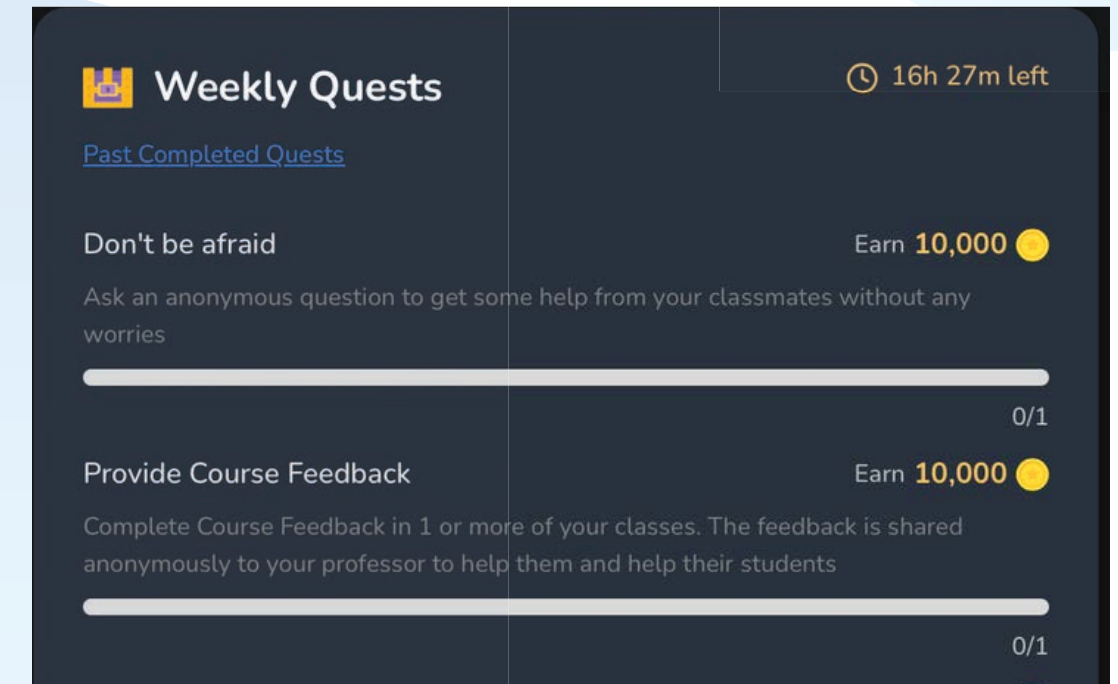 Weekly Quests
16h 27m left
Past Completed Quests
Don't be afraid
Earn 10,000
Ask an anonymous question to get some help from your classmates without any
worries
0/1
Provide Course Feedback
Earn 10,000
Complete Course Feedback in 1 or more of your classes. The feedback is shared
anonymously to your professor to help them and help their students
0/1